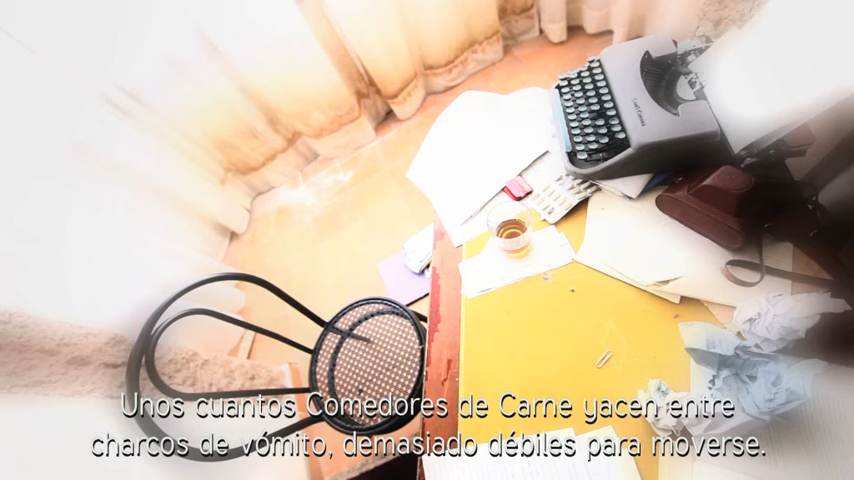 Unos cuantos Comedores de Carne yacen entre
charcos de vómito, demasiado débiles para moverse.